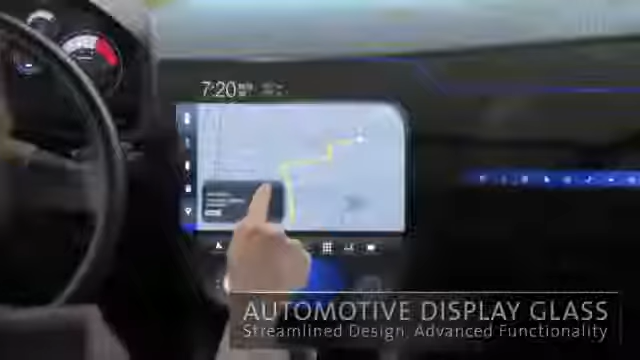 7:20
AUTOMOTIVE DISPLAY GLASS
Streamlined Design, Advanced Functionality